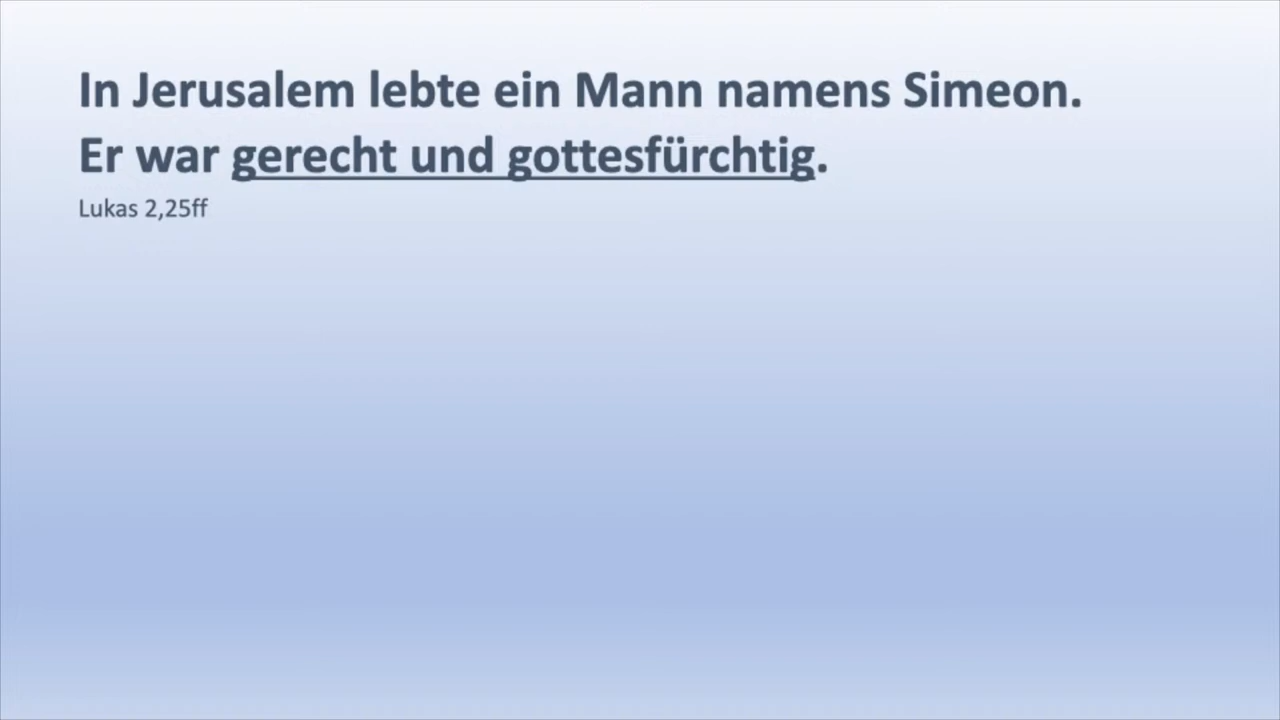 In Jerusalem lebte ein Mann namens Simeon.
Er war gerecht und gottesfürchtig.
Lukas 2,25ff